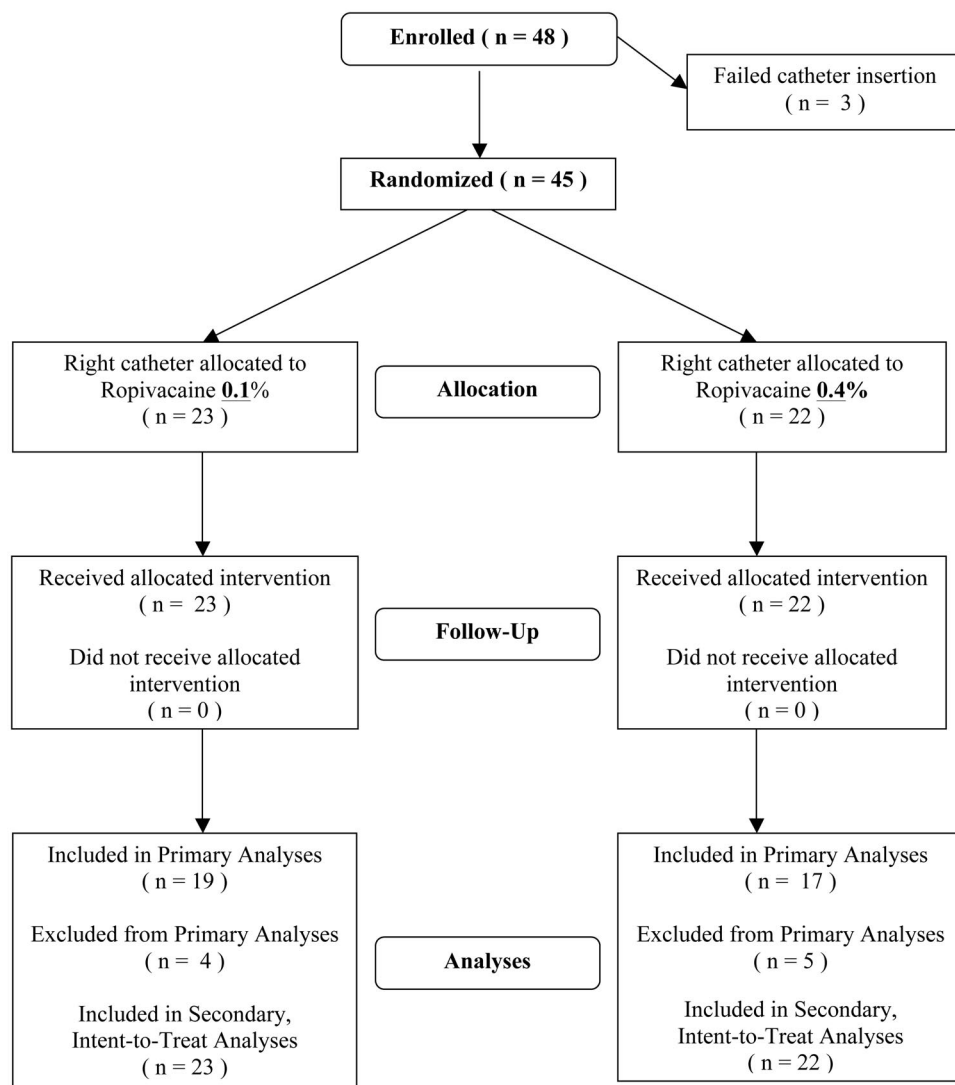 Enrolled ( n = 48 )
Failed catheter insertion
( n = 3 )
Randomized ( n = 45 )
Right catheter allocated to
Ropivacaine 0.1%
( n = 23 )
Allocation
Right catheter allocated to
Ropivacaine 0.4%
( n = 22 )
Received allocated intervention
( n = 23 )
Did not receive allocated
intervention
( n = 0 )
Follow-Up
Received allocated intervention
( n = 22 )
Did not receive allocated
intervention
( n = 0 )
Included in Primary Analyses
( n = 19 )
Excluded from Primary Analyses
( n = 4 )
Included in Secondary,
Intent-to-Treat Analyses
( n = 23 )
Analyses
Included in Primary Analyses
( n = 17 )
Excluded from Primary Analyses
( n = 5 )
Included in Secondary,
Intent-to-Treat Analyses
( n = 22 )